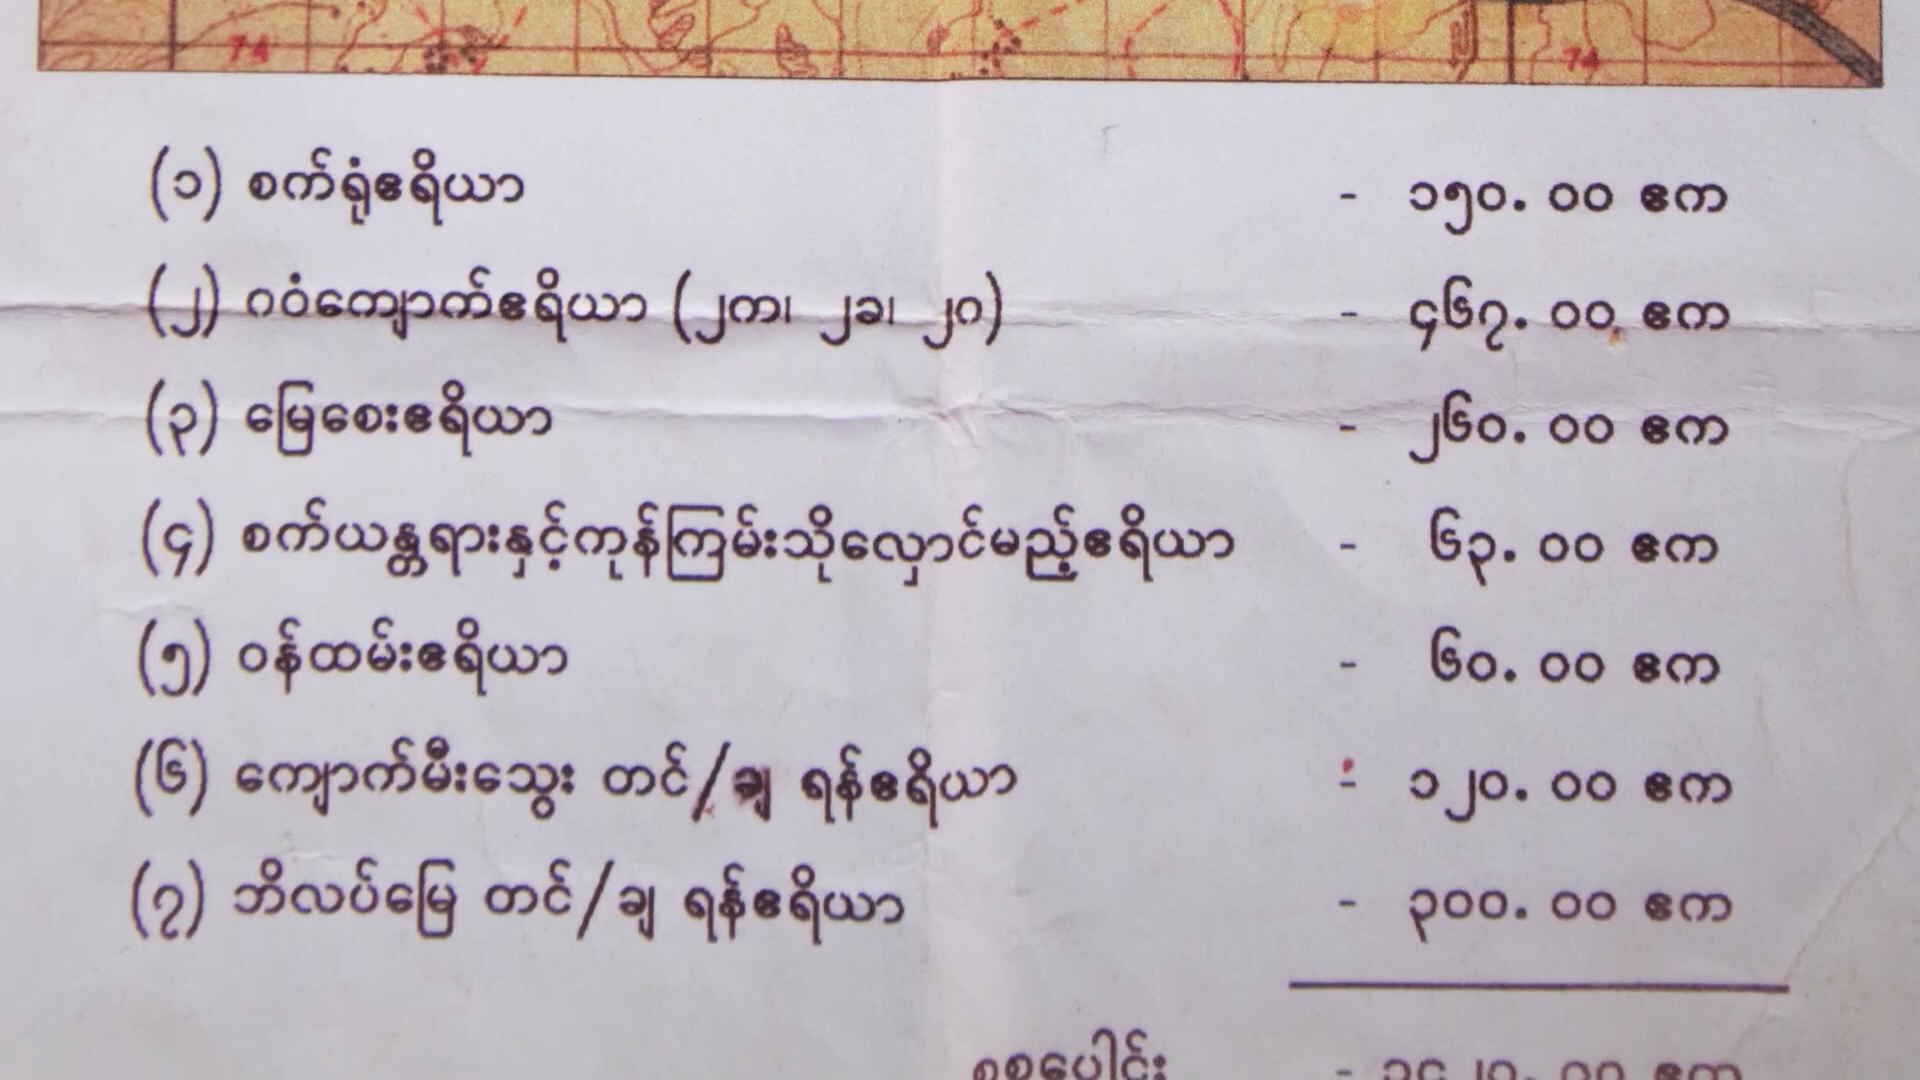 74 74
(၁) စက်ရုံဧရိယာ - ၁၅၀. ၀၀ ဧက
(၂) ဂဝံကျောက်ဧရိယာ (၂က၊ ၂ခ၊ ၂ဂ) - ၄၆၇. ၀၀ ဧက
(၃) မြေစေးဧရိယာ - ၂၆၀. ၀၀ ဧက
(၄) စက်ယန္တရားနှင့်ကုန်ကြမ်းသိုလှောင်မည့်ဧရိယာ - ၆၃. ၀၀ ဧက
(၅) ဝန်ထမ်းဧရိယာ - ၆၀. ၀၀ ဧက
(၆) ကျောက်မီးသွေး တင်/ချ ရန်ဧရိယာ - ၁၂၀. ၀၀ ဧက
(၇) ဘိလပ်မြေ တင်/ချ ရန်ဧရိယာ - ၃၀၀. ၀၀ ဧက
စုစုပေါင်း -